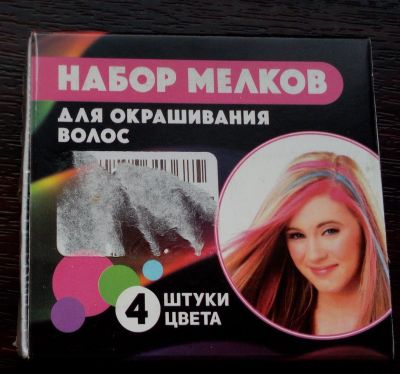 НАБОР МЕЛКОВ
ДЛЯ ОКРАШИВАНИЯ
ВОЛОС
4 ШТУКИ
ЦВЕТА